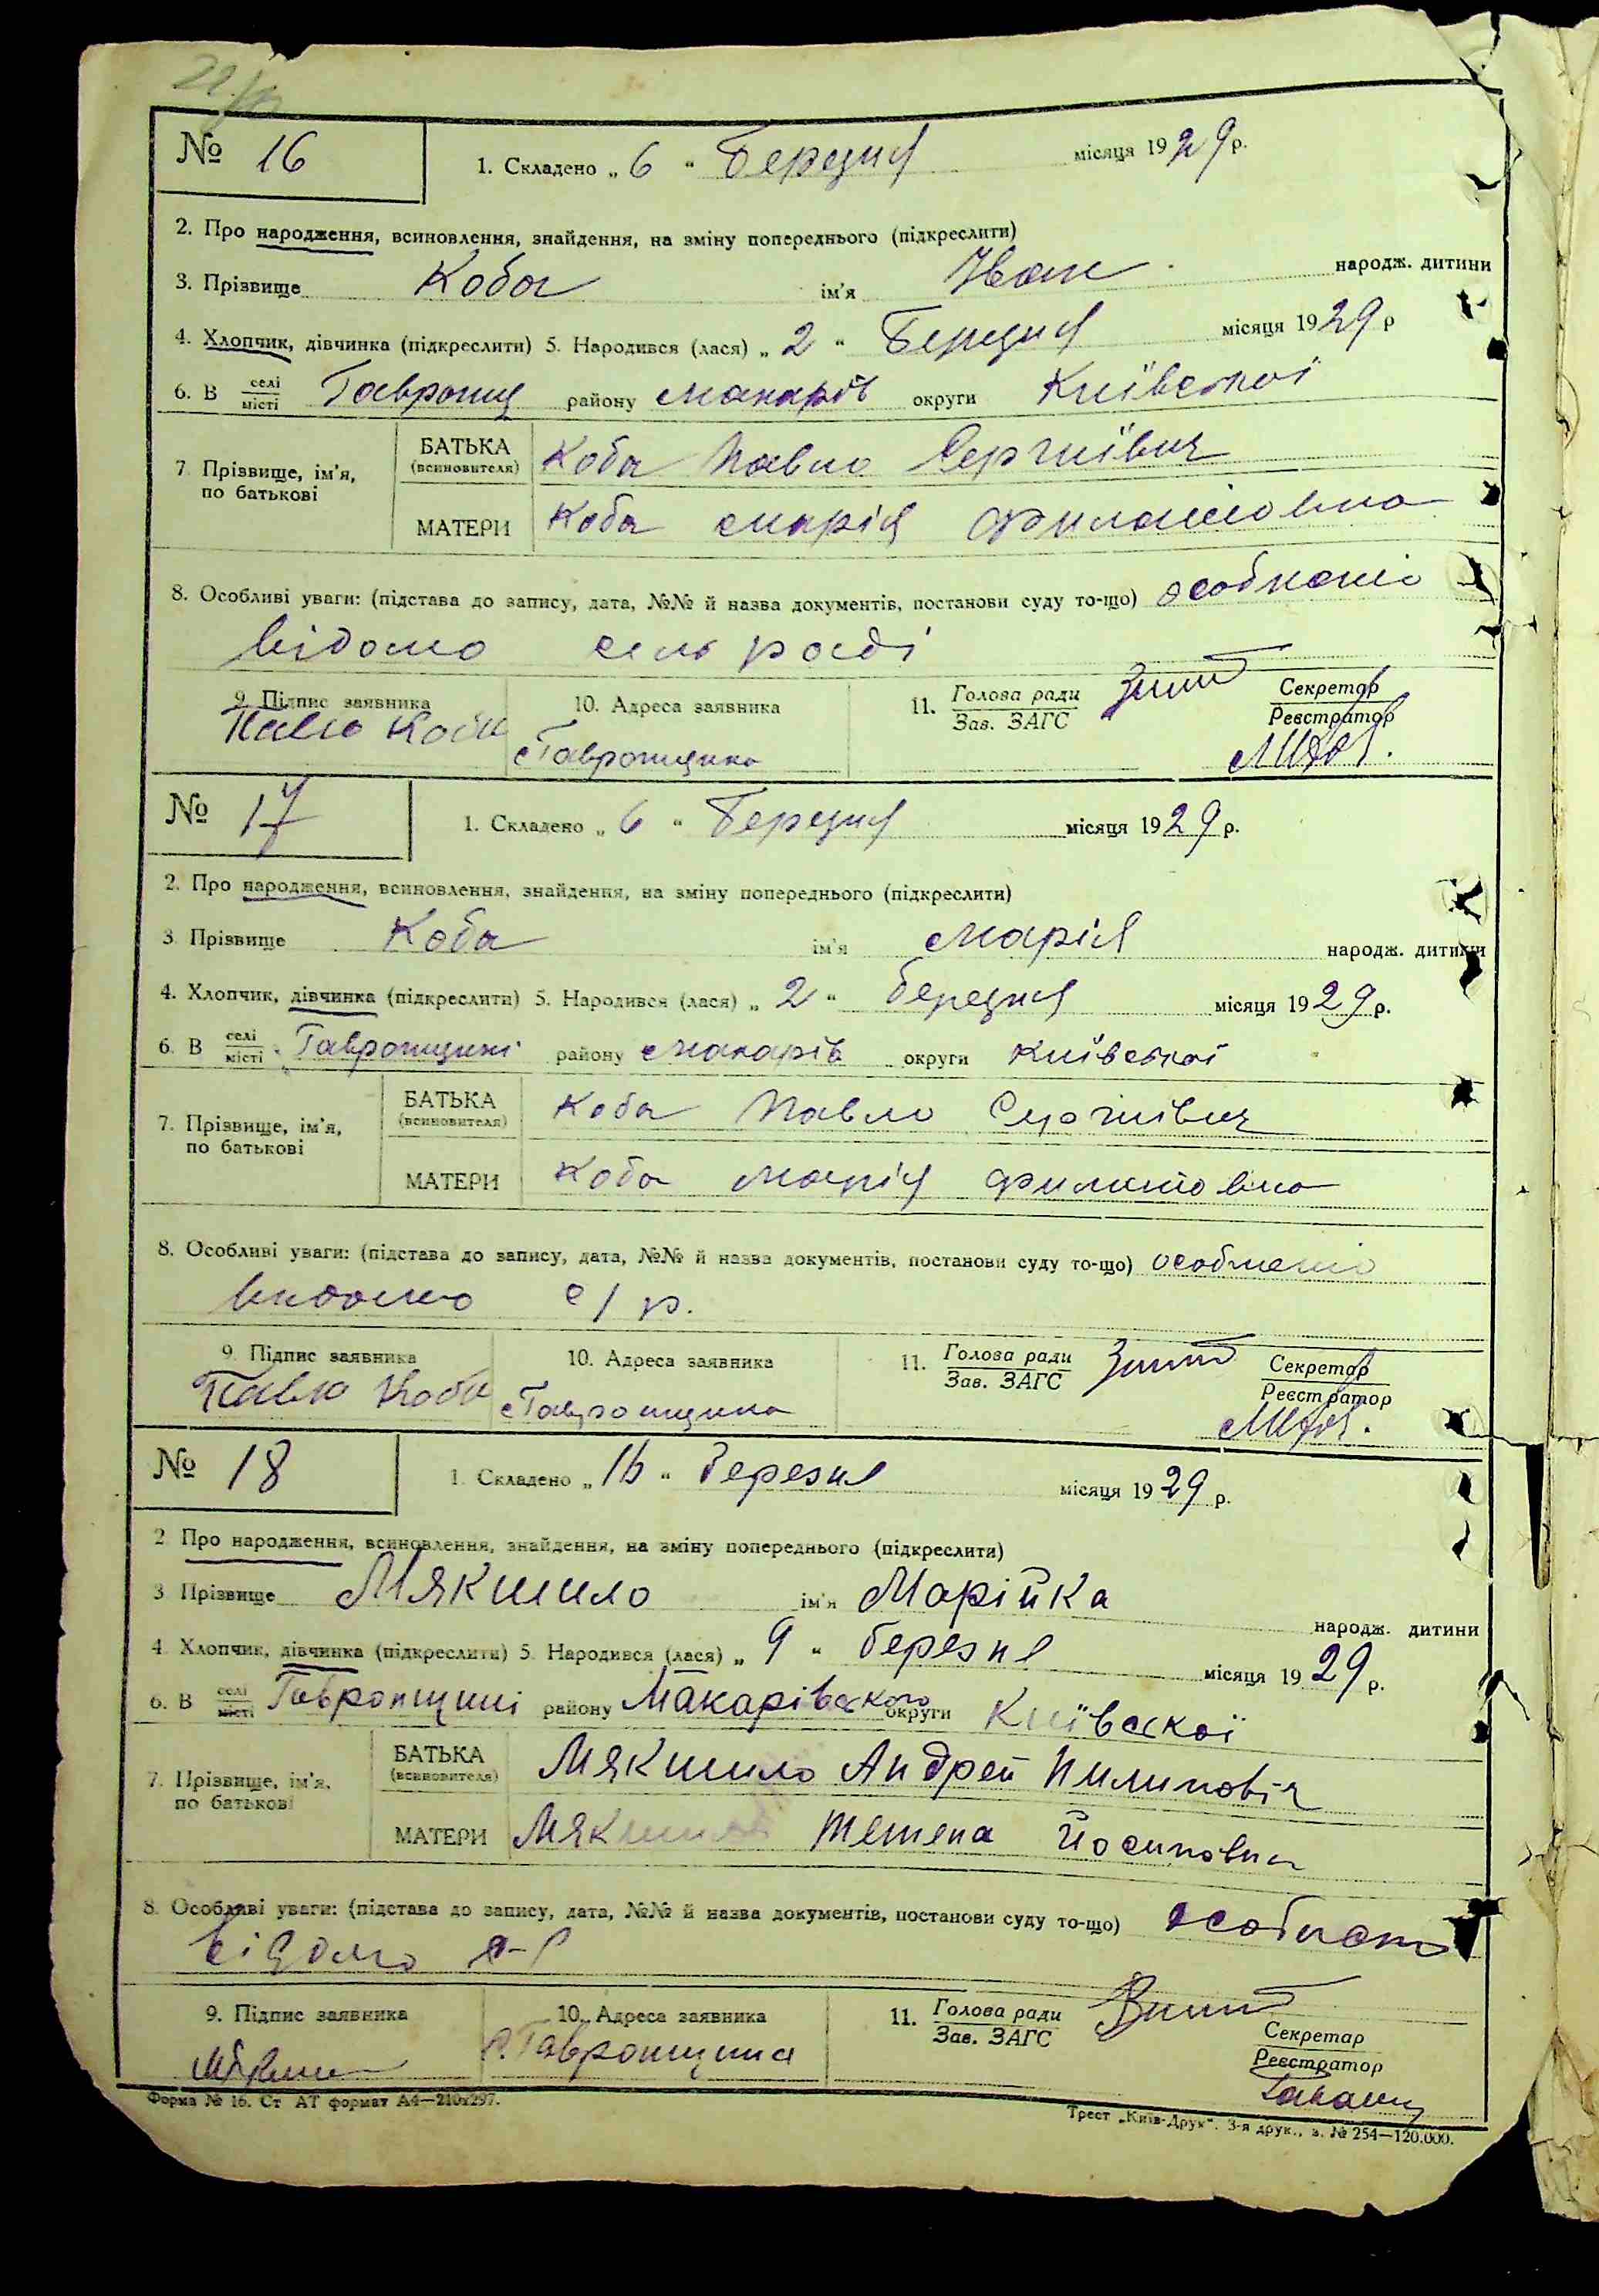 № 16 1. Складено „ 6 “ Березня місяця 1929 р.
2. Про народження, всиновлення, знайдення, на зміну попереднього (підкреслити)
3. Прізвище Коба ім'я Іван народж. дитини
4. Хлопчик, дівчинка (підкреслити) 5. Народився (лася) „ 2 “ Березня місяця 1929 р
6. В селі/місті Гавронщ району Макарів округи Київської
7 Прізвище, ім'я, по батькові
БАТЬКА (всиновителя) Коба Павло Сергиївич
МАТЕРИ Коба Марія
8. Особливі уваги: (підстава до запису, дата, №№ й назва документів, постанови суду то-що) особисто
відомо сель раді
9. Підпис заявника 10. Адреса заявника 11. Голова ради/Зав. ЗАГС Секретар/Реєстратор
Павло Коба с Гавронщина
№ 17 1. Складено „ 6 “ Березня місяця 1929 р.
2. Про народження, всиновлення, знайдення, на зміну попереднього (підкреслити)
3 Прізвище Коба ім'я Марія народж. дитини
4. Хлопчик, дівчинка (підкреслити) 5. Народився (лася) „ 2 “ березня місяця 1929 р.
6. В селі/місті Гавронщині району Макарів округи Київської
7. Прізвище, ім'я, по батькові
БАТЬКА (всиновителя) Коба Павло Сергиївич
МАТЕРИ Коба Марія
8. Особливі уваги: (підстава до запису, дата, №№ й назва документів, постанови суду то-що) особисто
видомо с/р.
9. Підпис заявника 10. Адреса заявника 11. Голова ради/Зав. ЗАГС Секретар/Реєстратор
Павло Коба с Гавронщина
№ 18 1. Складено „ 16 “ Березня місяця 1929 р.
2 Про народження, всиновлення, знайдення, на зміну попереднього (підкреслити)
3 Прізвище Мякшило ім'я Марійка народж. дитини
4. Хлопчик, дівчинка (підкреслити) 5. Народився (лася) „ 9 “ березня місяця 1929 р.
6. В селі/місті Гавронщині району Макарівського округи Київської
7. Прізвище, ім'я, по батькові
БАТЬКА (всиновителя) Мякшило Андрей Пилиповіч
МАТЕРИ Мякшило Тетена Йосиповна
8. Особливі уваги: (підстава до запису, дата, №№ й назва документів, постанови суду то-що) особисто
відомо с-р
9. Підпис заявника 10. Адреса заявника 11. Голова ради/Зав. ЗАГС Секретар/Реєстратор
с. Гавронщина
Форма № 16. Ст АТ формат А4—210х297. Трест „Київ-Друк“. 3-я друк., з. № 254—120.000.